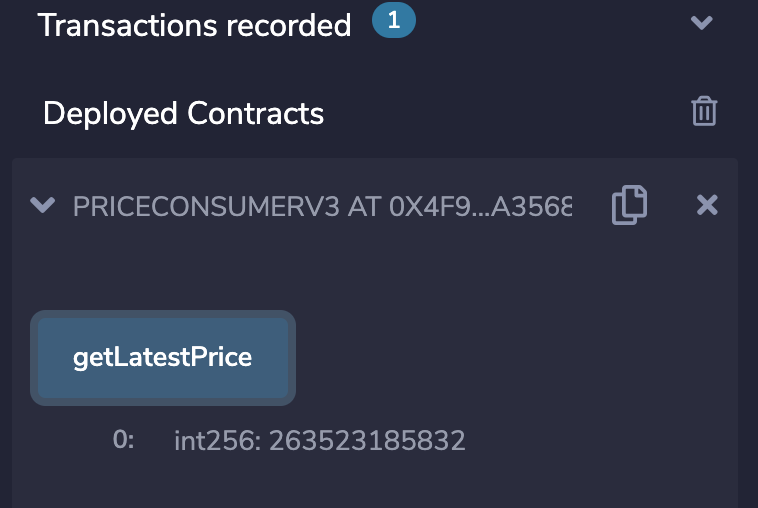 Transactions recorded 1
Deployed Contracts
PRICECONSUMERV3 AT 0X4F9...A3568
getLatestPrice
0: int256: 263523185832